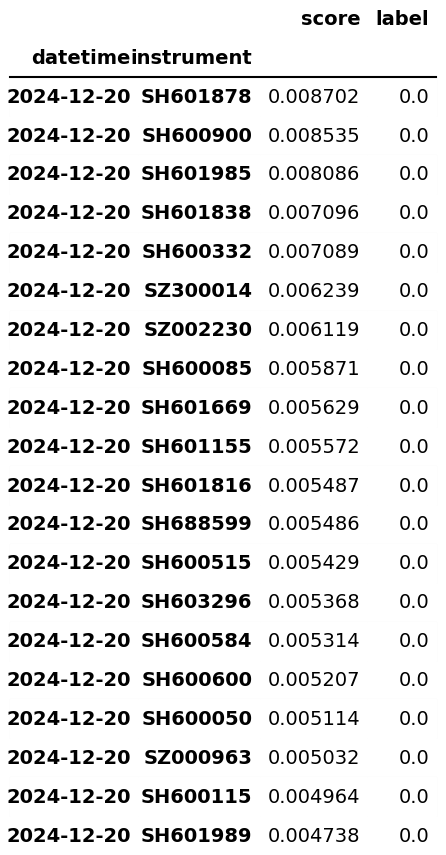 score label
datetime instrument
2024-12-20 SH601878 0.008702 0.0
2024-12-20 SH600900 0.008535 0.0
2024-12-20 SH601985 0.008086 0.0
2024-12-20 SH601838 0.007096 0.0
2024-12-20 SH600332 0.007089 0.0
2024-12-20 SZ300014 0.006239 0.0
2024-12-20 SZ002230 0.006119 0.0
2024-12-20 SH600085 0.005871 0.0
2024-12-20 SH601669 0.005629 0.0
2024-12-20 SH601155 0.005572 0.0
2024-12-20 SH601816 0.005487 0.0
2024-12-20 SH688599 0.005486 0.0
2024-12-20 SH600515 0.005429 0.0
2024-12-20 SH603296 0.005368 0.0
2024-12-20 SH600584 0.005314 0.0
2024-12-20 SH600600 0.005207 0.0
2024-12-20 SH600050 0.005114 0.0
2024-12-20 SZ000963 0.005032 0.0
2024-12-20 SH600115 0.004964 0.0
2024-12-20 SH601989 0.004738 0.0